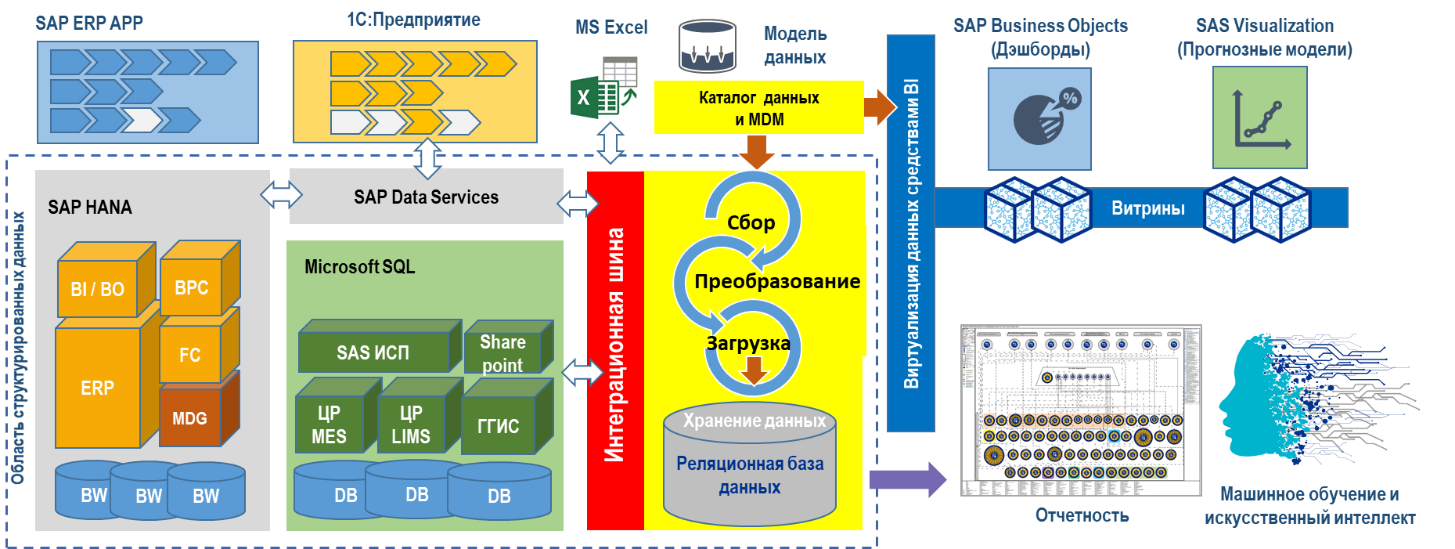 SAP ERP APP
1С:Предприятие
MS Excel
X
Модель
данных
Каталог данных
и MDM
SAP Business Objects
(Дэшборды)
%
SAS Visualization
(Прогнозные модели)
Область структурированных данных
SAP HANA
BI / BO
BPC
ERP
FC
MDG
BW
BW
BW
SAP Data Services
Microsoft SQL
SAS ИСП
Share
point
ЦР
MES
ЦР
LIMS
ГГИС
DB
DB
DB
Интеграционная шина
Сбор
Преобразование
Загрузка
Хранение данных
Реляционная база
данных
Виртуализация данных средствами BI
Витрины
Отчетность
Машинное обучение и
искусственный интеллект